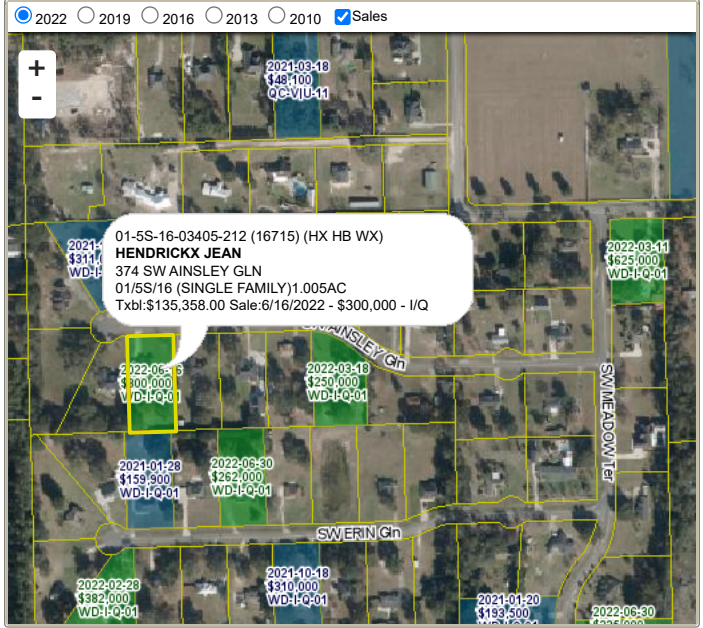 2022 2019 2016 2013 2010 Sales
+
-
2021-03-18
$48,100
QC-V|U-11
01-5S-16-03405-212 (16715) (HX HB WX)
HENDRICKX JEAN
374 SW AINSLEY GLN
01/5S/16 (SINGLE FAMILY)1.005AC
Txbl:$135,358.00 Sale:6/16/2022 - $300,000 - I/Q
2022-03-11
$625,000
WD-I-Q-01
AINSLEY Gln
2022-06-16
$300,000
WD-I-Q-01
2022-03-18
$250,000
WD-I-Q-01
SW MEADOW Ter
2021-01-28
$159,900
WD-I-Q-01
2022-06-30
$262,000
WD-I-Q-01
SW ERIN Gln
2022-02-28
$382,000
WD-I-Q-01
2021-10-18
$310,000
WD-I-Q-01
2021-01-20
$193,500
2022-06-30